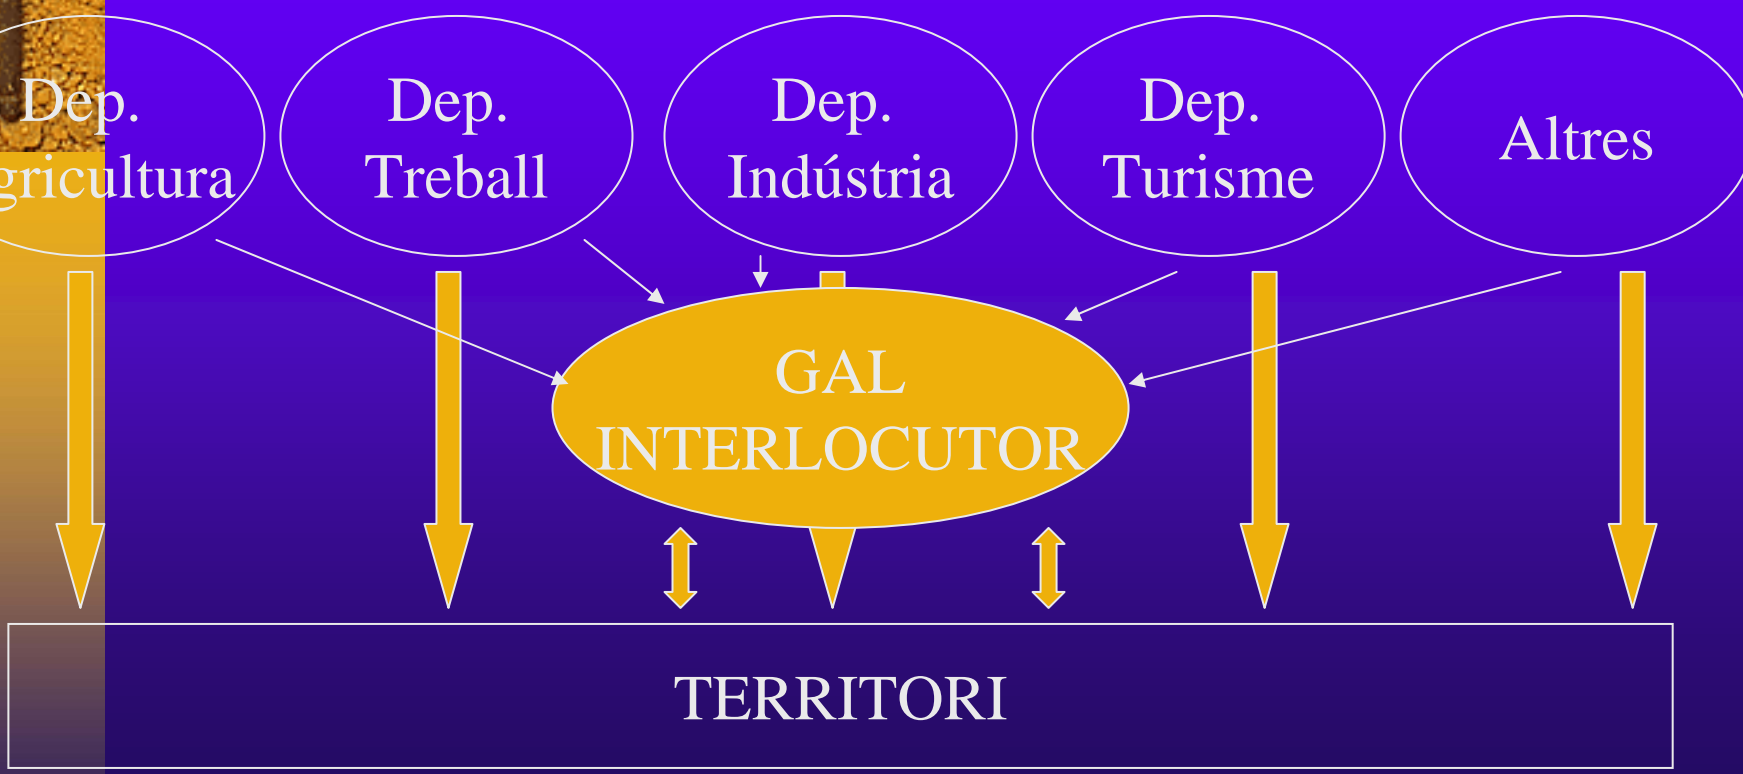 Dep.
gricultura
Dep.
Treball
Dep.
Indústria
Dep.
Turisme
Altres
GAL
INTERLOCUTOR
TERRITORI